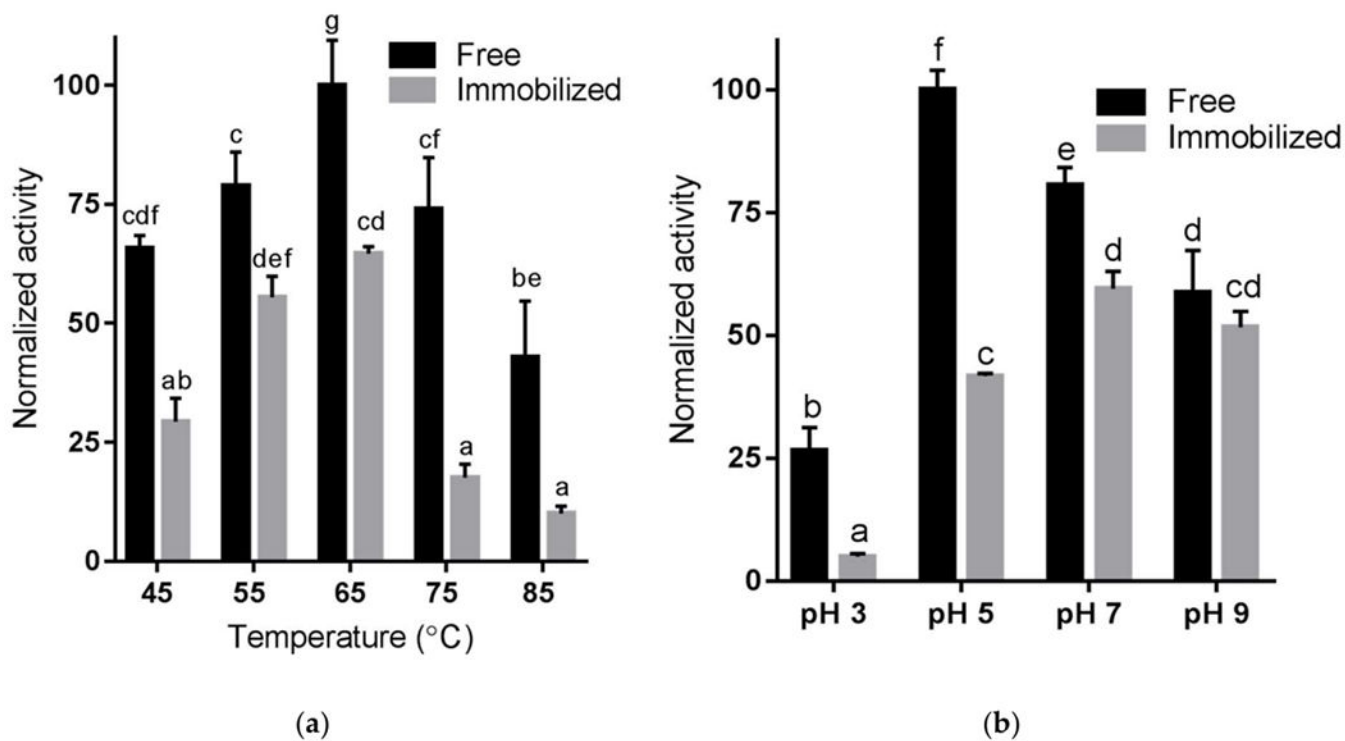 g
Free
Immobilized
100
c
cf
Normalized activity
75
cdf
cd
def
be
50
ab
25
a
a
0
45 55 65 75 85
Temperature (°C)
(a)
f
Free
Immobilized
100
e
Normalized activity
75
d
d
cd
50
c
b
25
a
0
pH 3 pH 5 pH 7 pH 9
(b)